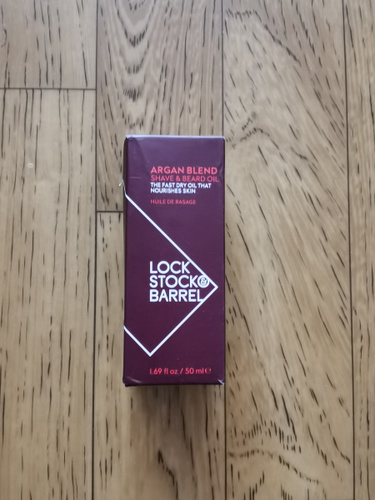 ARGAN BLEND
SHAVE & BEARD OIL
THE FAST DRY OIL THAT
NOURISHES SKIN
HUILE DE RASAGE
LOCK
STOCK &
BARREL
1.69 fl oz / 50 ml e